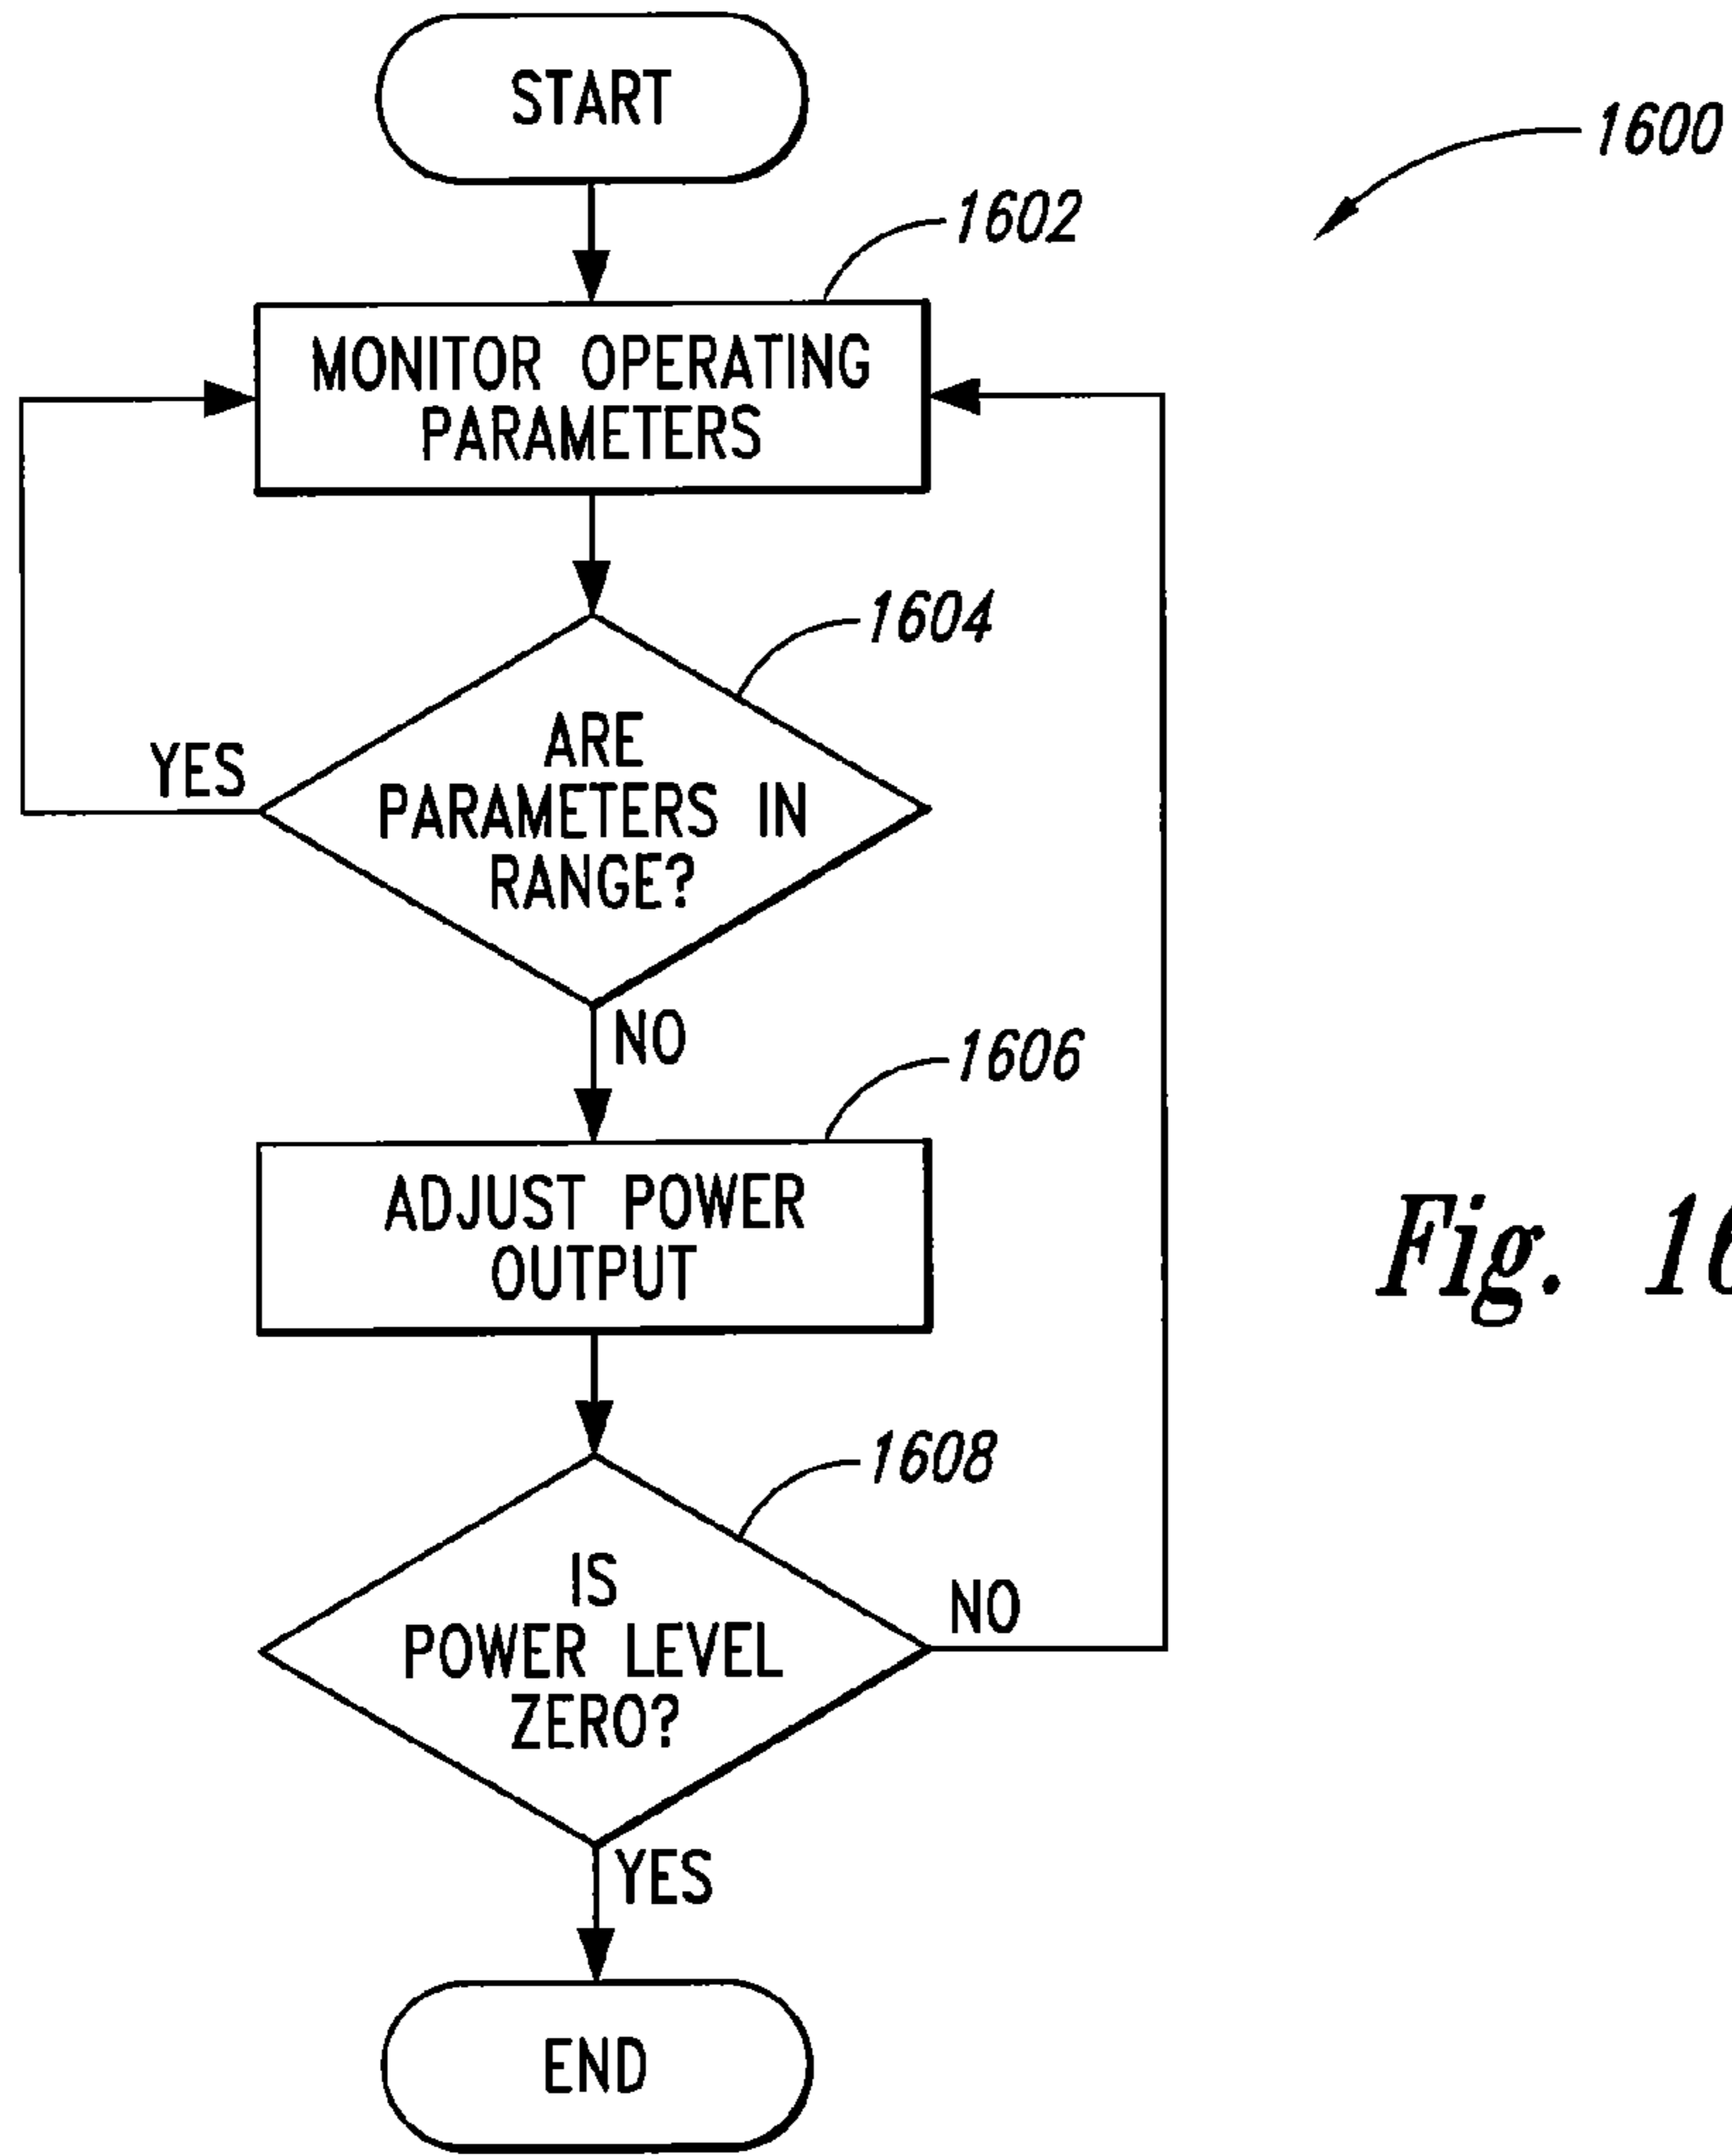 START
1600
1602
MONITOR OPERATING
PARAMETERS
1604
ARE
PARAMETERS IN
RANGE?
YES
NO
1606
ADJUST POWER
OUTPUT
Fig.
1608
IS
POWER LEVEL
ZERO?
NO
YES
END